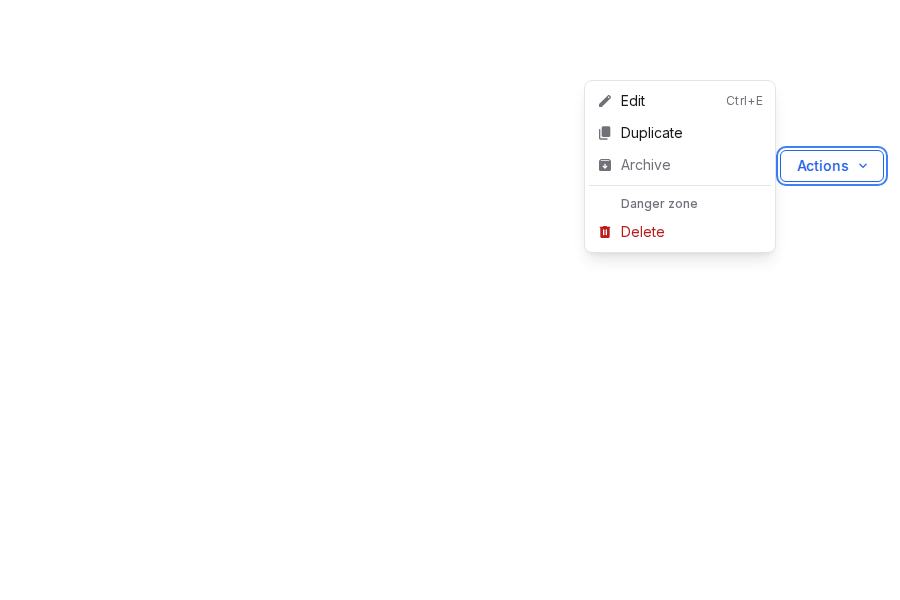 Edit Ctrl+E
Duplicate
Archive
Actions
Danger zone
Delete